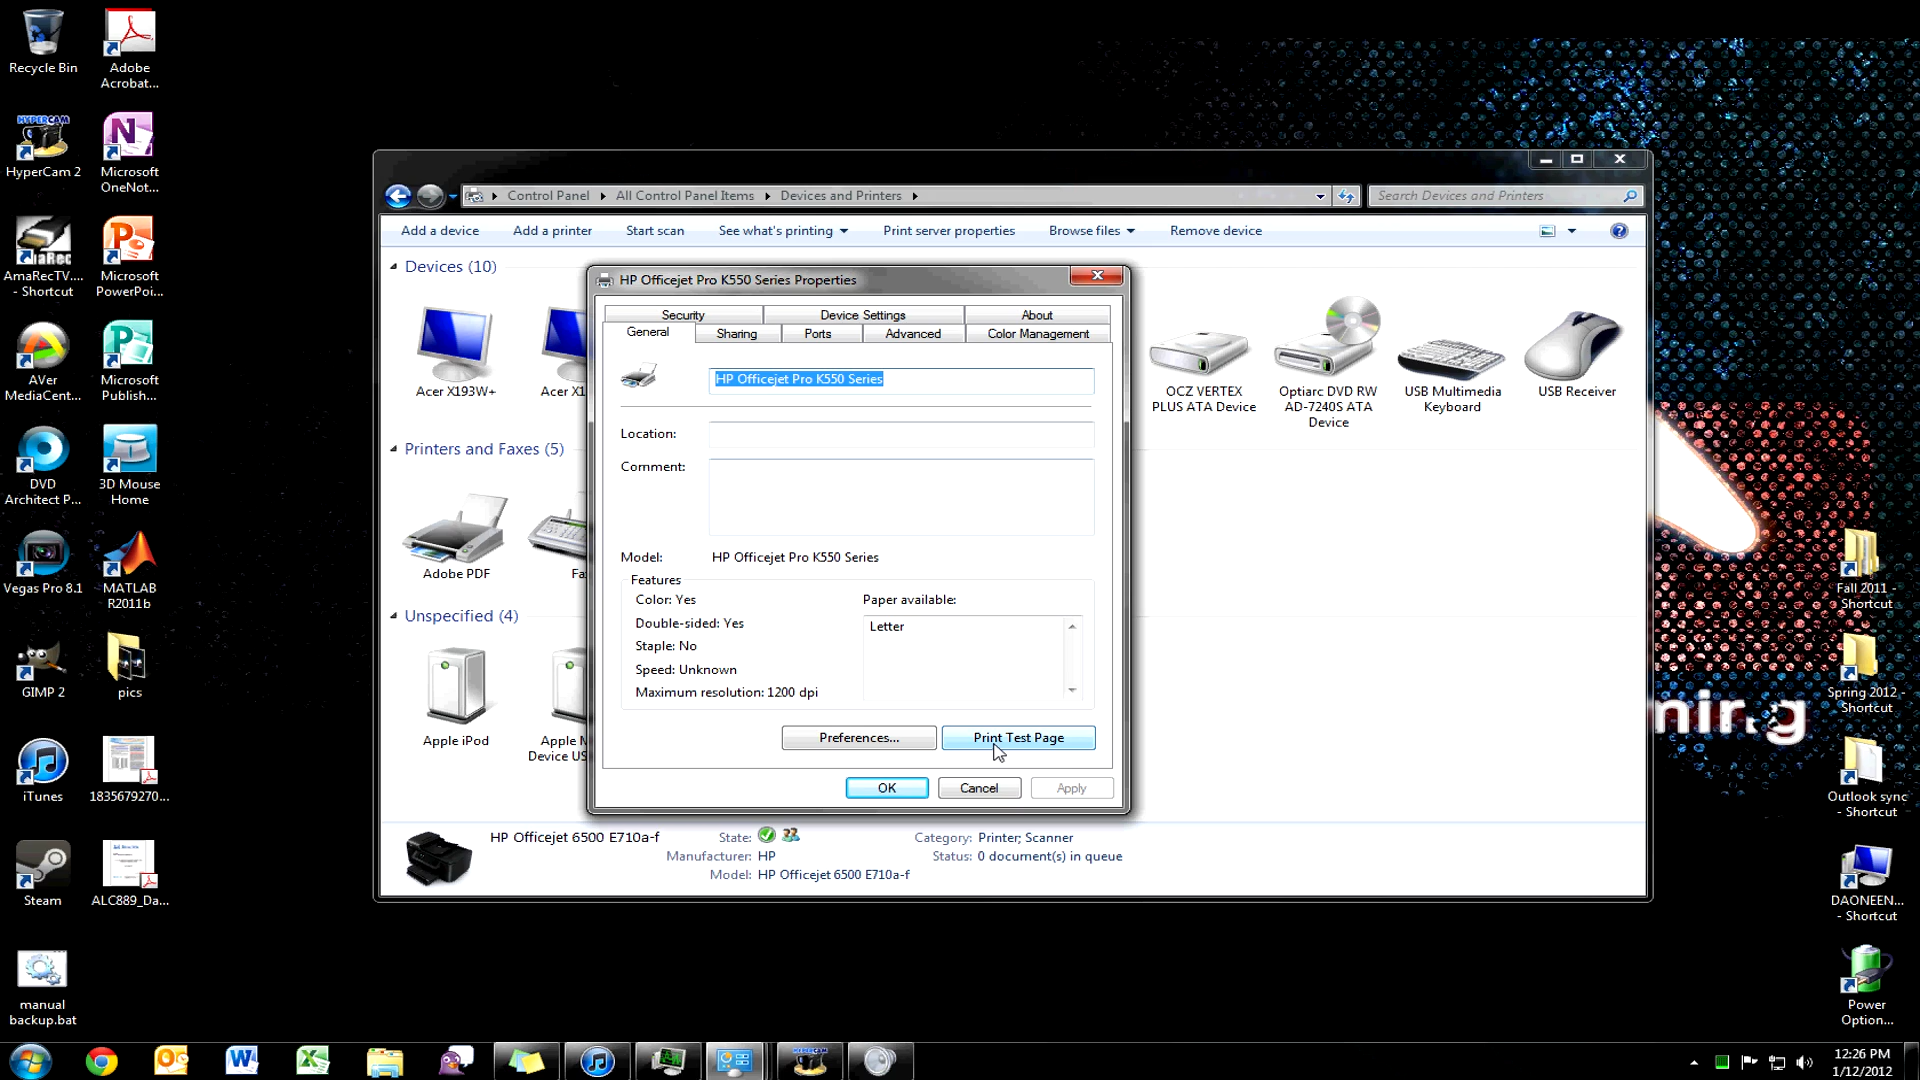 Recycle Bin
Adobe
Acrobat...
HyperCam 2
Microsoft
OneNot...
AmaRecTV....
- Shortcut
Microsoft
PowerPoi...
AVer
MediaCent...
Microsoft
Publish...
DVD
Architect P...
3D Mouse
Home
Vegas Pro 8.1
MATLAB
R2011b
GIMP 2
pics
iTunes
1835679270...
Steam
ALC889_Da...
manual
backup.bat
Control Panel
All Control Panel Items
Devices and Printers
Search Devices and Printers
Add a device
Add a printer
Start scan
See what's printing
Print server properties
Browse files
Remove device
Devices (10)
Acer X193W+
Acer X1
OCZ VERTEX
PLUS ATA Device
Optiarc DVD RW
AD-7240S ATA
Device
USB Multimedia
Keyboard
USB Receiver
Printers and Faxes (5)
Adobe PDF
Fa
Unspecified (4)
Apple iPod
Apple M
Device US
HP Officejet Pro K550 Series Properties
Security
Device Settings
About
General
Sharing
Ports
Advanced
Color Management
HP Officejet Pro K550 Series
Location:
Comment:
Model:
HP Officejet Pro K550 Series
Features
Color: Yes
Double-sided: Yes
Staple: No
Speed: Unknown
Maximum resolution: 1200 dpi
Paper available:
Letter
Preferences...
Print Test Page
OK
Cancel
Apply
HP Officejet 6500 E710a-f
State:
Manufacturer: HP
Model: HP Officejet 6500 E710a-f
Category: Printer; Scanner
Status: 0 document(s) in queue
Fall 2011 -
Shortcut
Spring 2012 -
Shortcut
Outlook sync
- Shortcut
DAONEEN...
- Shortcut
Power
Option...
12:26 PM
1/12/2012